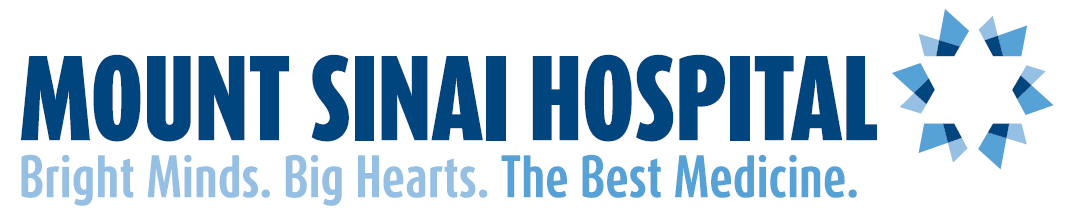 MOUNT SINAI HOSPITAL
Bright Minds. Big Hearts. The Best Medicine.